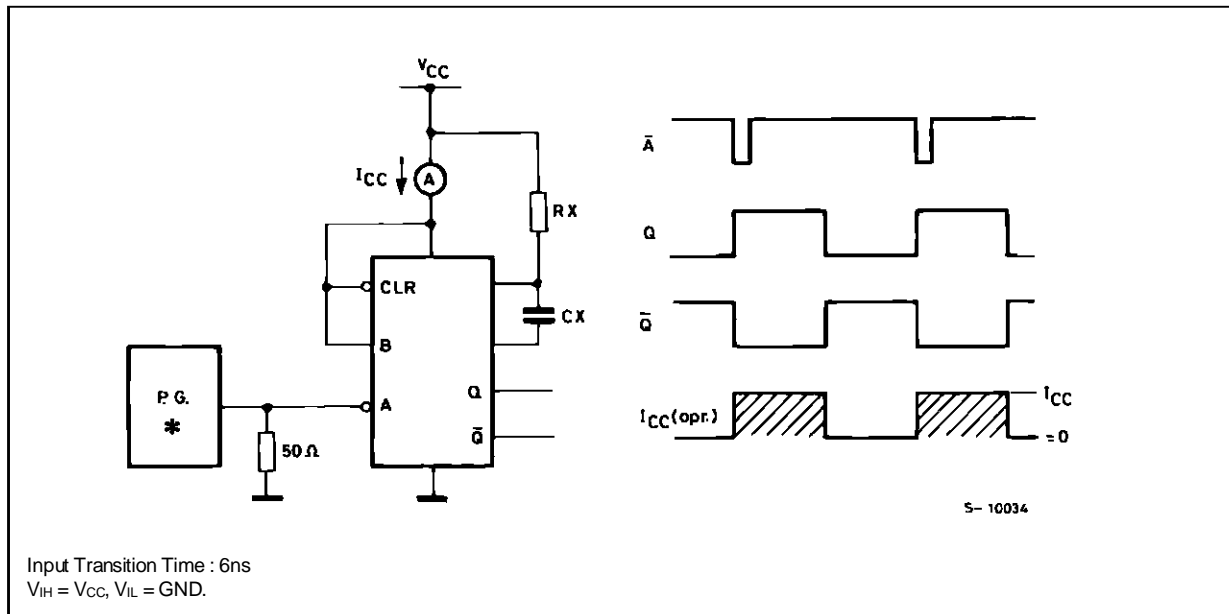 VCC
ICC
A
RX
CLR
CX
B
P.G.
*
A
Q
Q̄
50Ω
Ā
Q
Q̄
ICC(opr.)
ICC
=0
S-10034
Input Transition Time : 6ns
VIH = VCC, VIL = GND.